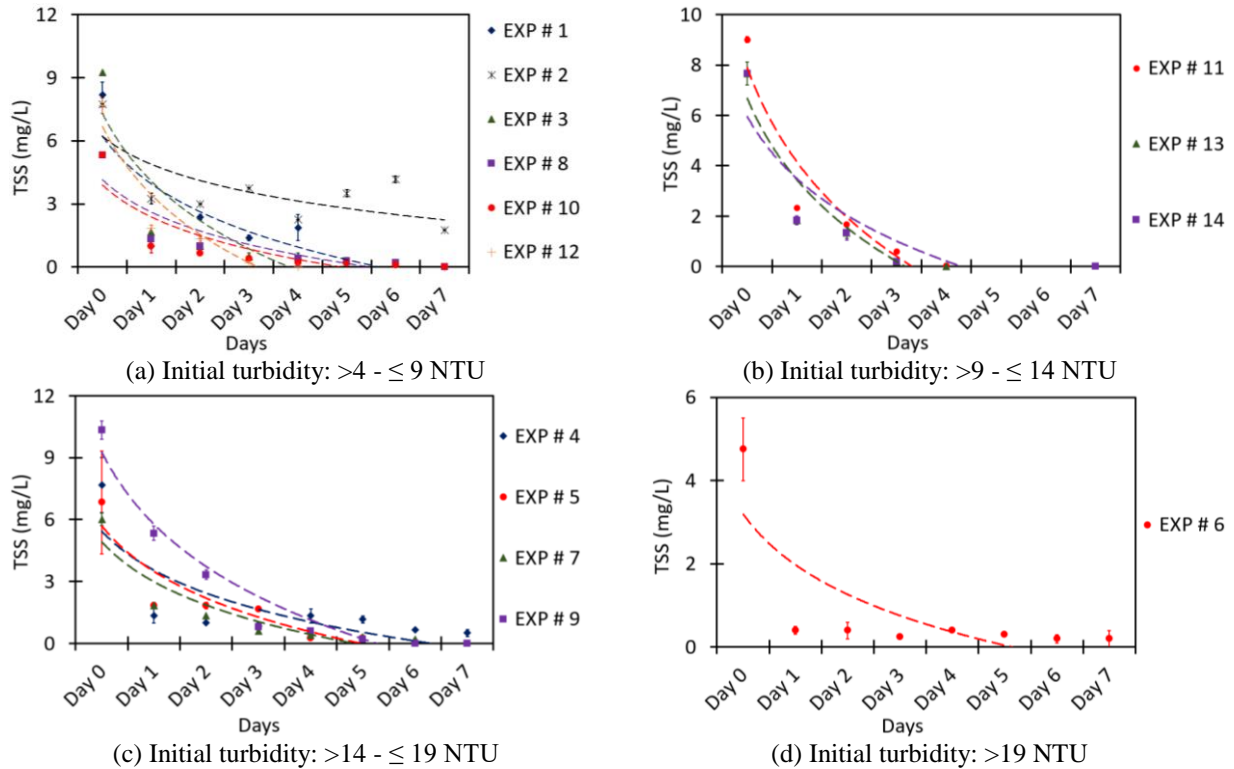 TSS (mg/L)
12
9
6
3
0
Day 0
Day 1
Day 2
Day 3
Day 4
Day 5
Day 6
Day 7
Days
EXP # 1
EXP # 2
EXP # 3
EXP # 8
EXP # 10
EXP # 12
(a) Initial turbidity: >4 - ≤ 9 NTU
TSS (mg/L)
10
8
6
4
2
0
Day 0
Day 1
Day 2
Day 3
Day 4
Day 5
Day 6
Day 7
Days
EXP # 11
EXP # 13
EXP # 14
(b) Initial turbidity: >9 - ≤ 14 NTU
TSS (mg/L)
12
9
6
3
0
Day 0
Day 1
Day 2
Day 3
Day 4
Day 5
Day 6
Day 7
Days
EXP # 4
EXP # 5
EXP # 7
EXP # 9
(c) Initial turbidity: >14 - ≤ 19 NTU
TSS (mg/L)
6
4
2
0
Day 0
Day 1
Day 2
Day 3
Day 4
Day 5
Day 6
Day 7
Days
EXP # 6
(d) Initial turbidity: >19 NTU